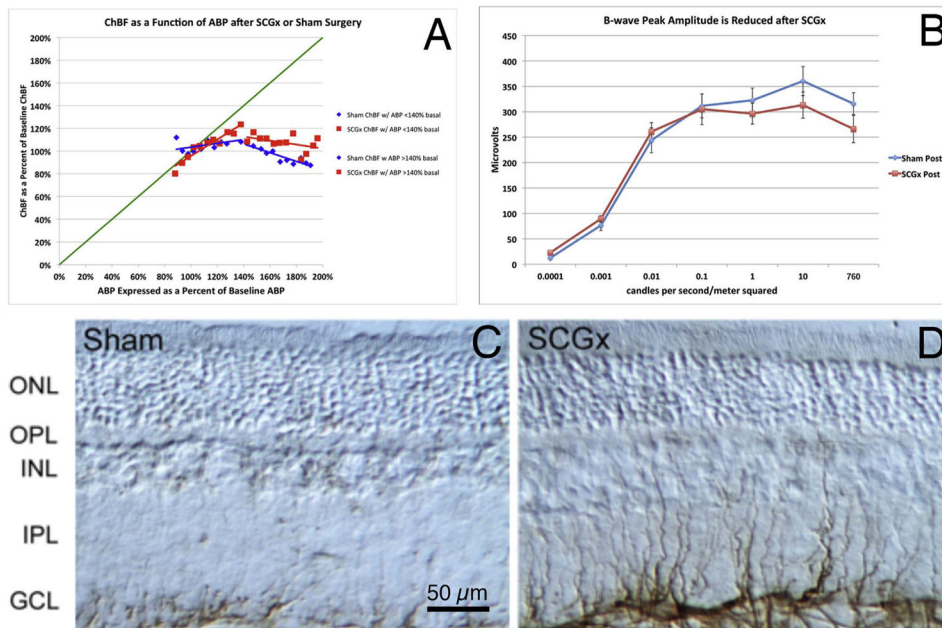 ChBF as a Function of ABP after SCGx or Sham Surgery
A
200%
180%
160%
140%
120%
100%
80%
60%
40%
20%
0%
ChBF as a Percent of Baseline ChBF
Sham ChBF w/ ABP <140% basal
SCGx ChBF w/ ABP <140% basal
Sham ChBF w ABP >140% basal
SCGx ChBF w/ ABP >140% basal
0% 20% 40% 60% 80% 100% 120% 140% 160% 180% 200%
ABP Expressed as a Percent of Baseline ABP
B-wave Peak Amplitude is Reduced after SCGx
B
450
400
350
300
250
200
150
100
50
0
Microvolts
Sham Post
SCGx Post
0.0001 0.001 0.01 0.1 1 10 760
candles per second/meter squared
Sham
C
SCGx
D
ONL
OPL
INL
IPL
GCL
50 µm